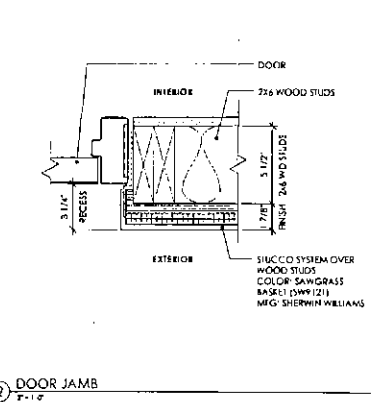 DOOR
INTERIOR
2X6 WOOD STUDS
5 1/2"
2X6 WD STUDS
3 1/4"
RECESS
1 7/8"
FINISH
EXTERIOR
STUCCO SYSTEM OVER
WOOD STUDS
COLOR: SAWGRASS
BASKET (SW9121)
MFG: SHERWIN WILLIAMS
DOOR JAMB